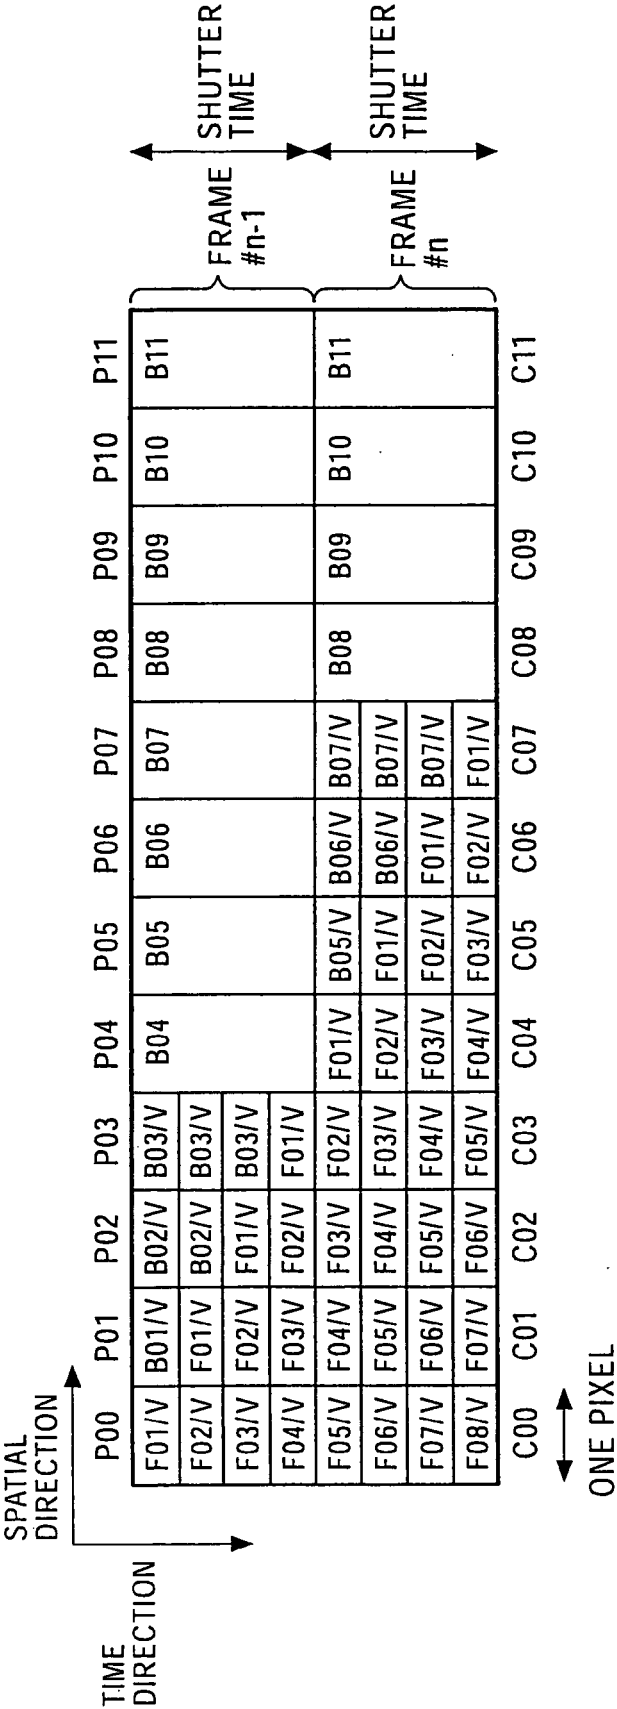 SPATIAL
DIRECTION
TIME
DIRECTION
P00 P01 P02 P03 P04 P05 P06 P07 P08 P09 P10 P11
F01/V B01/V B02/V B03/V B04 B05 B06 B07 B08 B09 B10 B11
F02/V F01/V B02/V B03/V
F03/V F02/V F01/V B03/V
F04/V F03/V F02/V F01/V
F05/V F04/V F03/V F02/V F01/V B05/V B06/V B07/V B08 B09 B10 B11
F06/V F05/V F04/V F03/V F02/V F01/V B06/V B07/V
F07/V F06/V F05/V F04/V F03/V F02/V F01/V B07/V
F08/V F07/V F06/V F05/V F04/V F03/V F02/V F01/V
C00 C01 C02 C03 C04 C05 C06 C07 C08 C09 C10 C11
ONE PIXEL
FRAME
#n-1
SHUTTER
TIME
FRAME
#n
SHUTTER
TIME